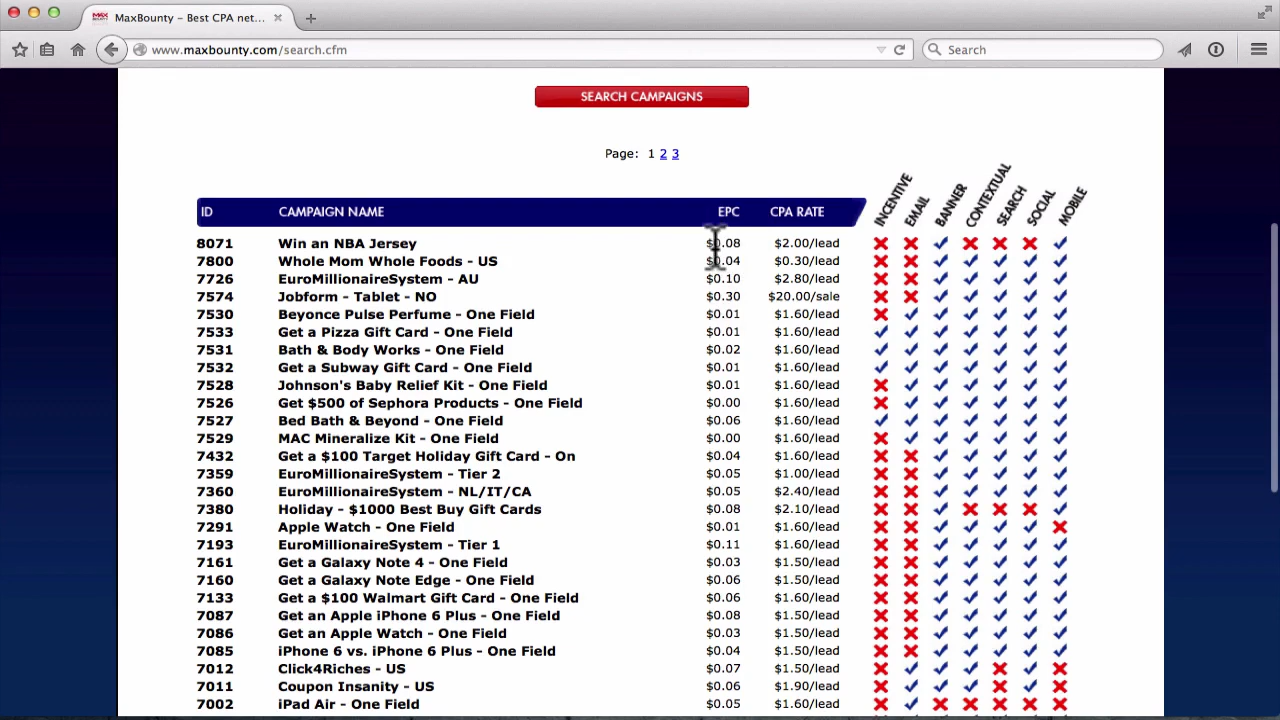 MaxBounty – Best CPA net...
www.maxbounty.com/search.cfm
Search
SEARCH CAMPAIGNS
Page: 1 2 3
ID CAMPAIGN NAME EPC CPA RATE INCENTIVE EMAIL BANNER CONTEXTUAL SEARCH SOCIAL MOBILE
8071 Win an NBA Jersey $0.08 $2.00/lead
7800 Whole Mom Whole Foods - US $0.04 $0.30/lead
7726 EuroMillionaireSystem - AU $0.10 $2.80/lead
7574 Jobform - Tablet - NO $0.30 $20.00/sale
7530 Beyonce Pulse Perfume - One Field $0.01 $1.60/lead
7533 Get a Pizza Gift Card - One Field $0.01 $1.60/lead
7531 Bath & Body Works - One Field $0.02 $1.60/lead
7532 Get a Subway Gift Card - One Field $0.01 $1.60/lead
7528 Johnson's Baby Relief Kit - One Field $0.01 $1.60/lead
7526 Get $500 of Sephora Products - One Field $0.00 $1.60/lead
7527 Bed Bath & Beyond - One Field $0.06 $1.60/lead
7529 MAC Mineralize Kit - One Field $0.00 $1.60/lead
7432 Get a $100 Target Holiday Gift Card - On $0.04 $1.60/lead
7359 EuroMillionaireSystem - Tier 2 $0.05 $1.00/lead
7360 EuroMillionaireSystem - NL/IT/CA $0.05 $2.40/lead
7380 Holiday - $1000 Best Buy Gift Cards $0.08 $2.10/lead
7291 Apple Watch - One Field $0.01 $1.60/lead
7193 EuroMillionaireSystem - Tier 1 $0.11 $1.60/lead
7161 Get a Galaxy Note 4 - One Field $0.03 $1.50/lead
7160 Get a Galaxy Note Edge - One Field $0.06 $1.50/lead
7133 Get a $100 Walmart Gift Card - One Field $0.06 $1.60/lead
7087 Get an Apple iPhone 6 Plus - One Field $0.08 $1.50/lead
7086 Get an Apple Watch - One Field $0.03 $1.50/lead
7085 iPhone 6 vs. iPhone 6 Plus - One Field $0.04 $1.50/lead
7012 Click4Riches - US $0.07 $1.50/lead
7011 Coupon Insanity - US $0.06 $1.90/lead
7002 iPad Air - One Field $0.05 $1.60/lead